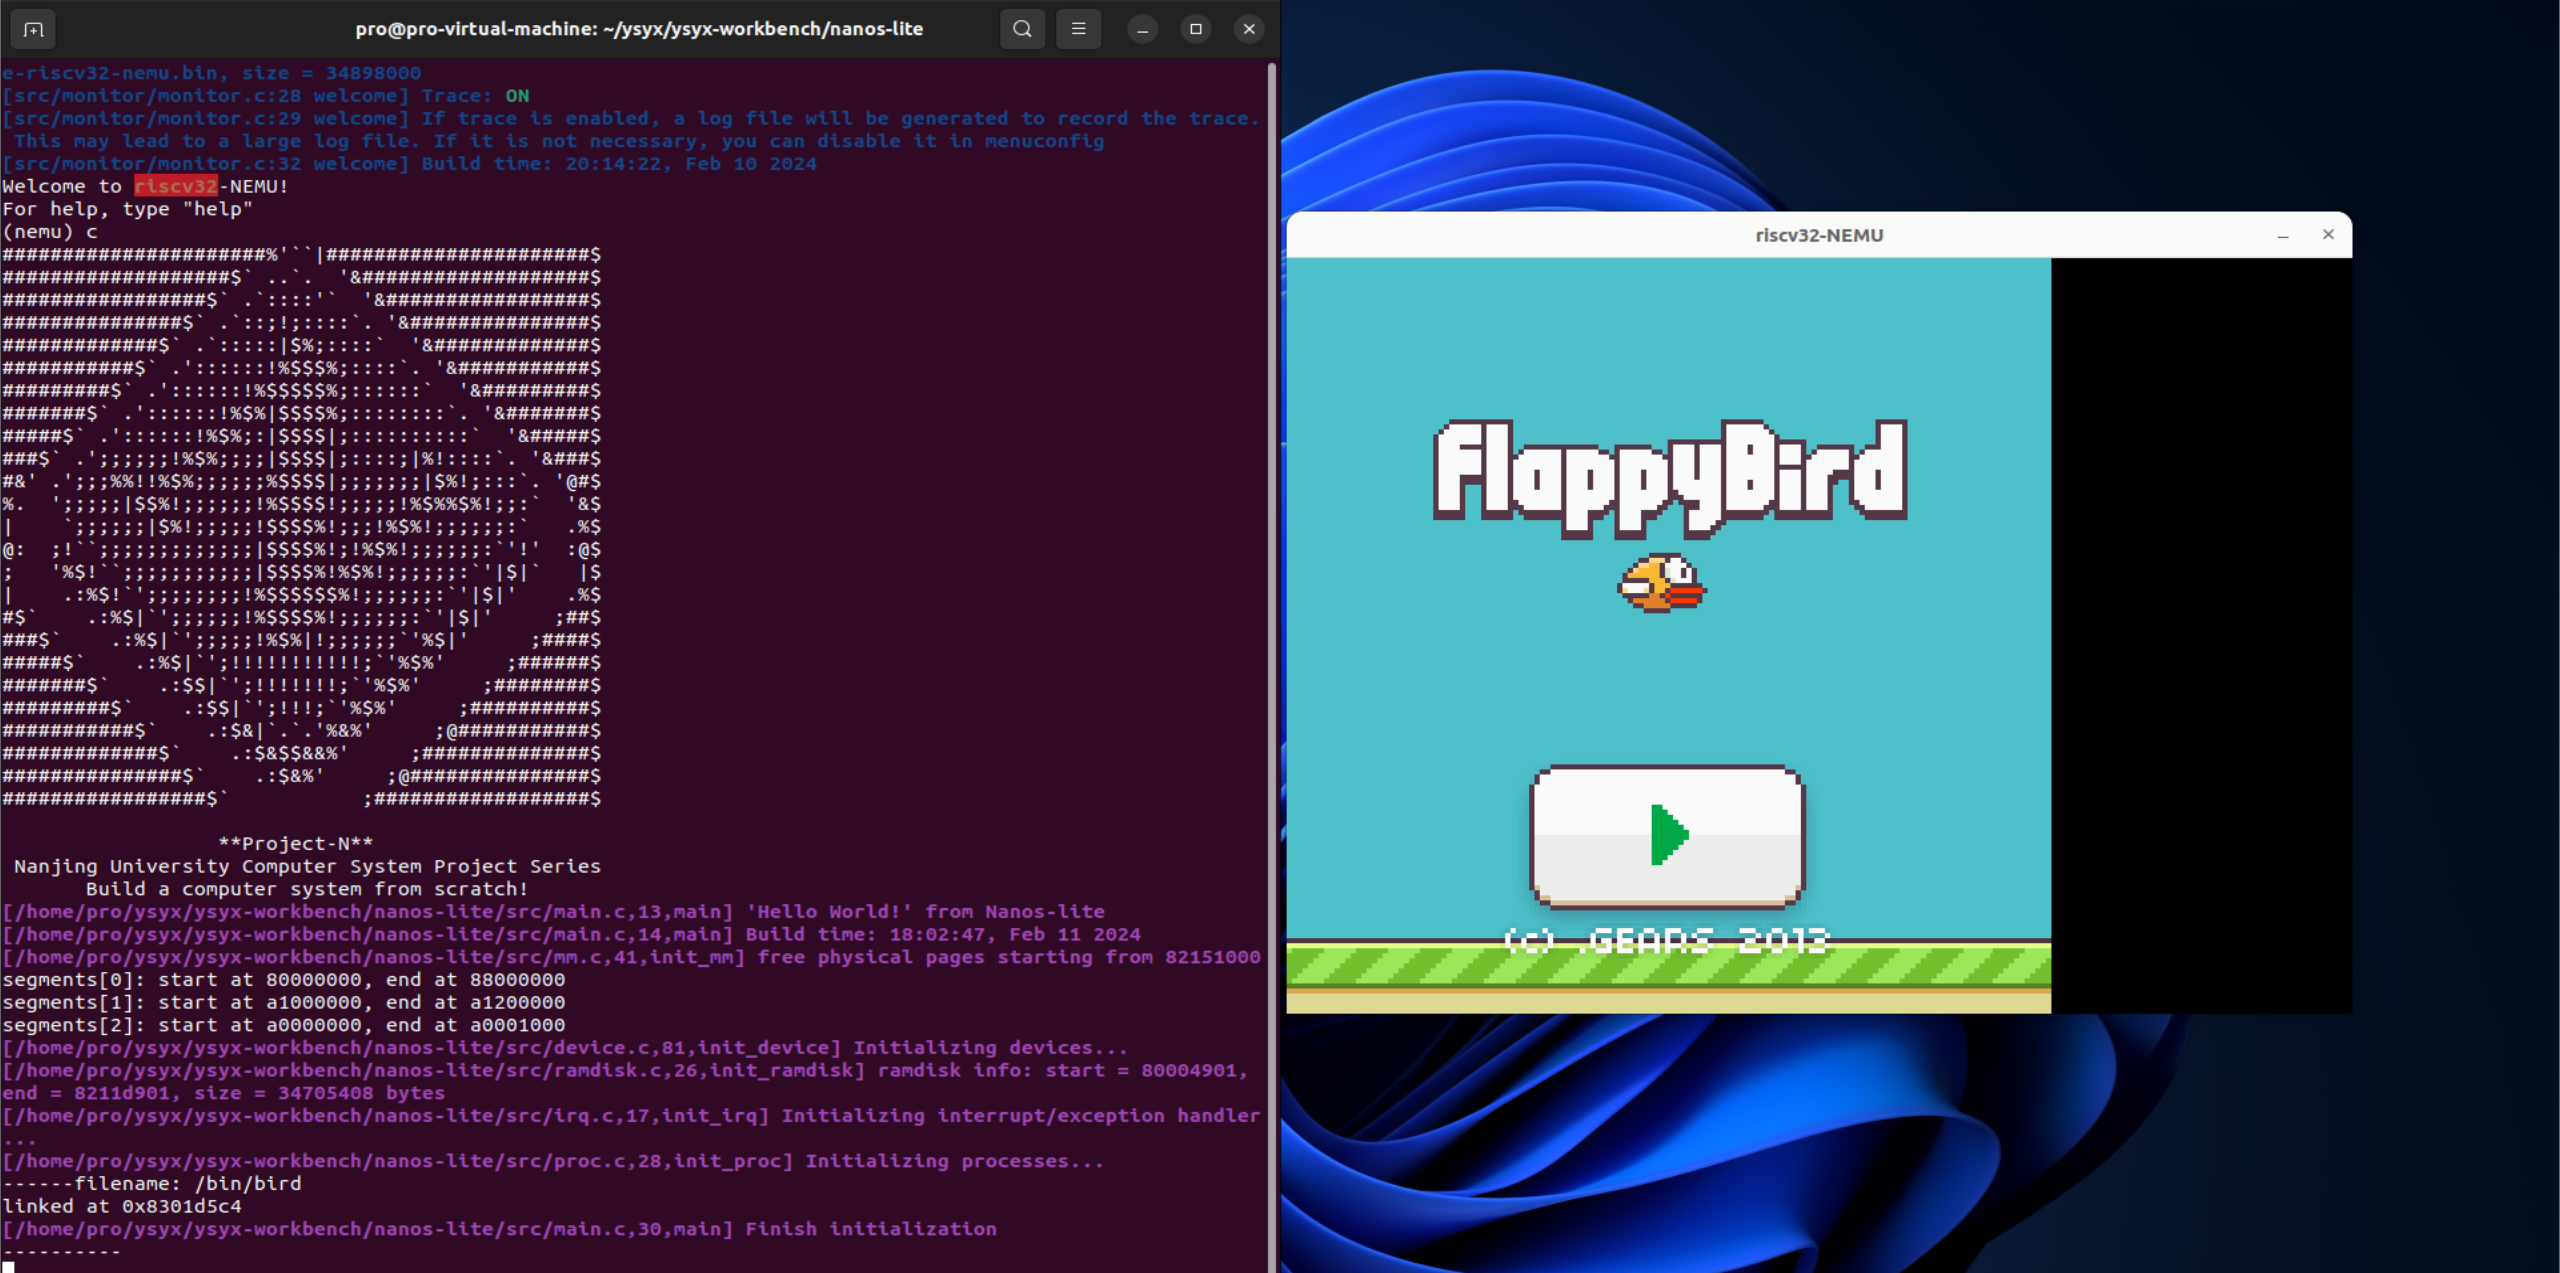 pro@pro-virtual-machine: ~/ysyx/ysyx-workbench/nanos-lite
e-riscv32-nemu.bin, size = 34898000
[src/monitor/monitor.c:28 welcome] Trace: ON
[src/monitor/monitor.c:29 welcome] If trace is enabled, a log file will be generated to record the trace.
This may lead to a large log file. If it is not necessary, you can disable it in menuconfig
[src/monitor/monitor.c:32 welcome] Build time: 20:14:22, Feb 10 2024
Welcome to riscv32-NEMU!
For help, type "help"
(nemu) c
**Project-N**
Nanjing University Computer System Project Series
Build a computer system from scratch!
[/home/pro/ysyx/ysyx-workbench/nanos-lite/src/main.c,13,main] 'Hello World!' from Nanos-lite
[/home/pro/ysyx/ysyx-workbench/nanos-lite/src/main.c,14,main] Build time: 18:02:47, Feb 11 2024
[/home/pro/ysyx/ysyx-workbench/nanos-lite/src/mm.c,41,init_mm] free physical pages starting from 82151000
segments[0]: start at 80000000, end at 88000000
segments[1]: start at a1000000, end at a1200000
segments[2]: start at a0000000, end at a0001000
[/home/pro/ysyx/ysyx-workbench/nanos-lite/src/device.c,81,init_device] Initializing devices...
[/home/pro/ysyx/ysyx-workbench/nanos-lite/src/ramdisk.c,26,init_ramdisk] ramdisk info: start = 80004901,
end = 8211d901, size = 34705408 bytes
[/home/pro/ysyx/ysyx-workbench/nanos-lite/src/irq.c,17,init_irq] Initializing interrupt/exception handler
...
[/home/pro/ysyx/ysyx-workbench/nanos-lite/src/proc.c,28,init_proc] Initializing processes...
------filename: /bin/bird
linked at 0x8301d5c4
[/home/pro/ysyx/ysyx-workbench/nanos-lite/src/main.c,30,main] Finish initialization
----------
riscv32-NEMU
FlappyBird
(c) .GEARS 2013